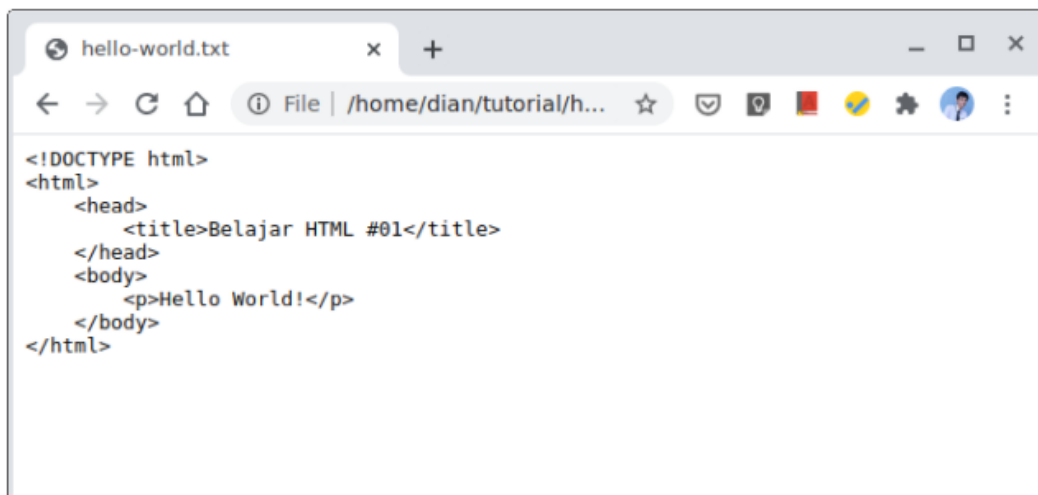 hello-world.txt
File | /home/dian/tutorial/h...
<!DOCTYPE html>
<html>
    <head>
        <title>Belajar HTML #01</title>
    </head>
    <body>
        <p>Hello World!</p>
    </body>
</html>